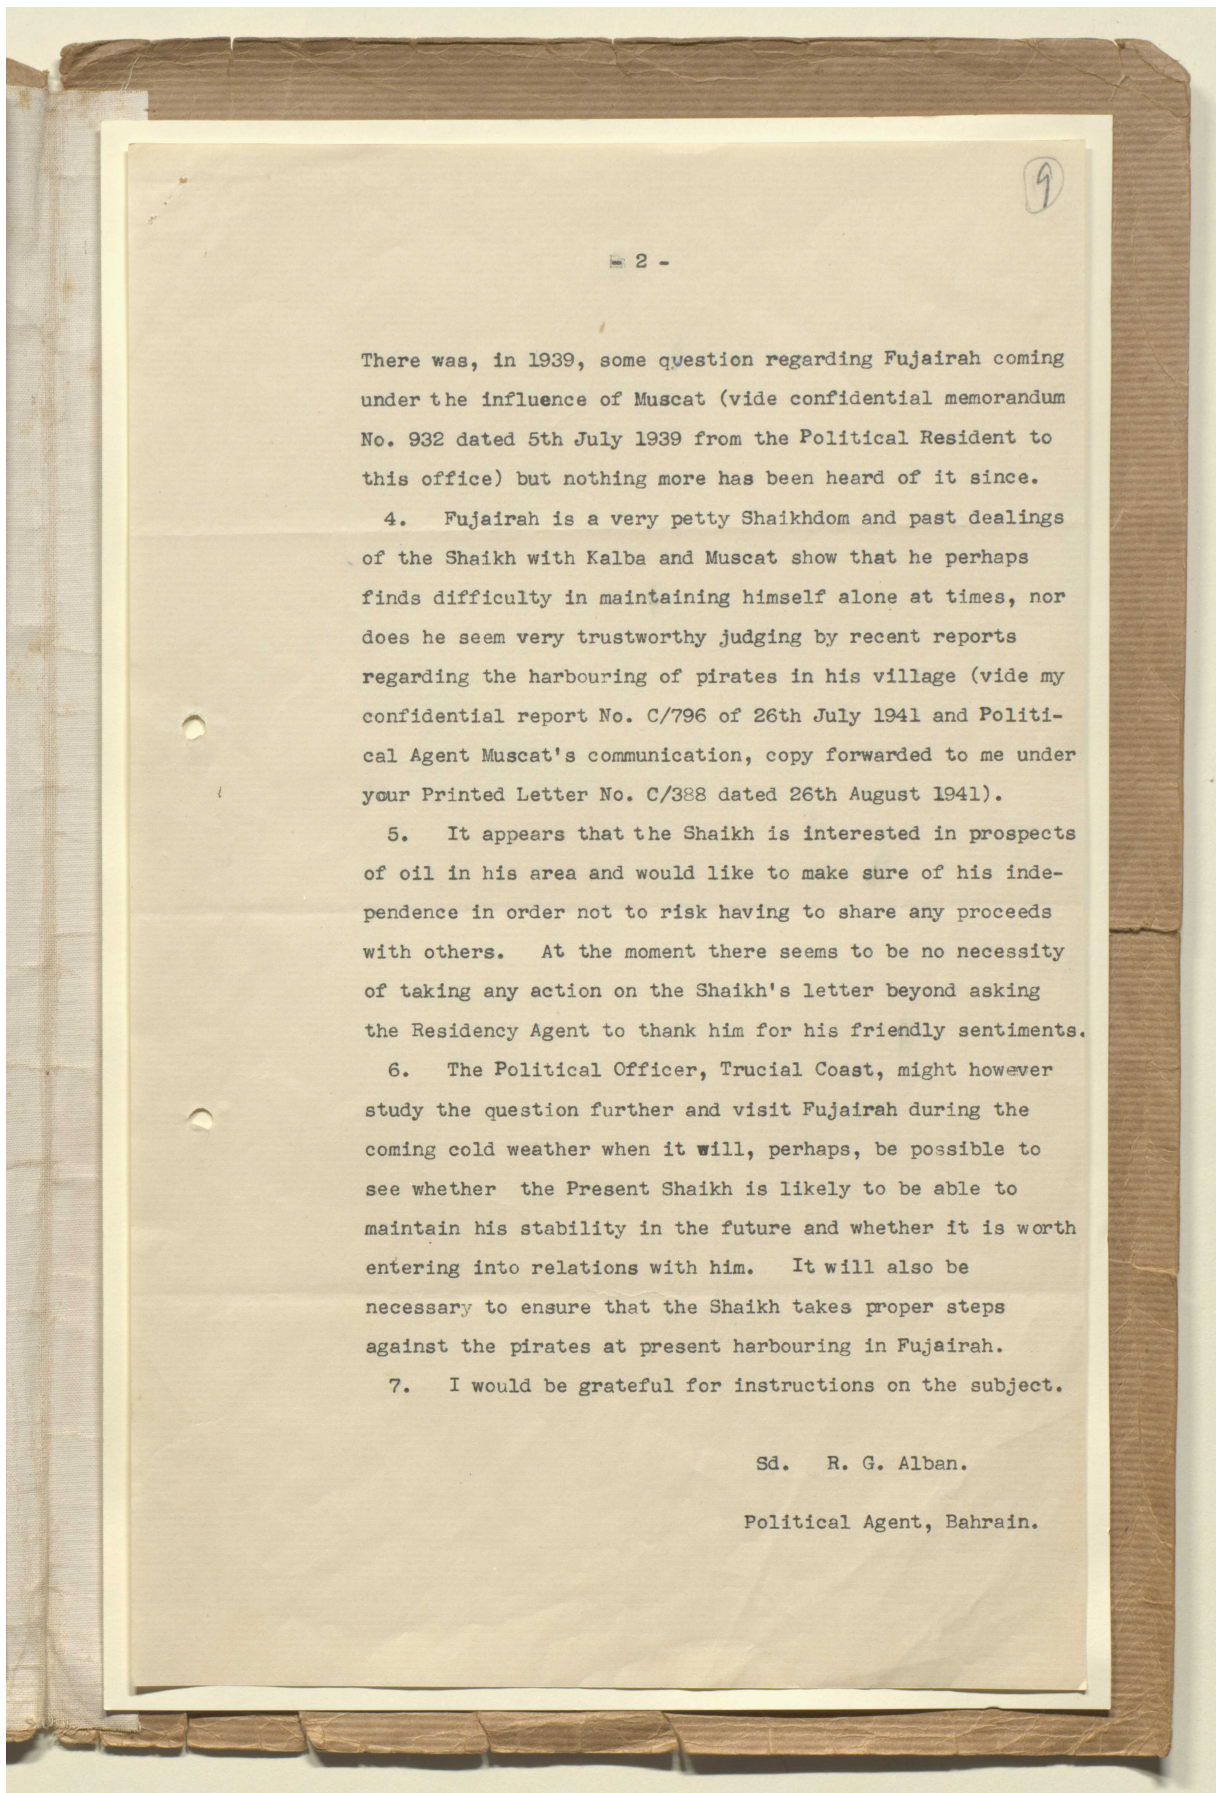 9
- 2 -
There was, in 1939, some question regarding Fujairah coming
under the influence of Muscat (vide confidential memorandum
No. 932 dated 5th July 1939 from the Political Resident to
this office) but nothing more has been heard of it since.
4. Fujairah is a very petty Shaikhdom and past dealings
of the Shaikh with Kalba and Muscat show that he perhaps
finds difficulty in maintaining himself alone at times, nor
does he seem very trustworthy judging by recent reports
regarding the harbouring of pirates in his village (vide my
confidential report No. C/796 of 26th July 1941 and Politi-
cal Agent Muscat's communication, copy forwarded to me under
your Printed Letter No. C/388 dated 26th August 1941).
5. It appears that the Shaikh is interested in prospects
of oil in his area and would like to make sure of his inde-
pendence in order not to risk having to share any proceeds
with others. At the moment there seems to be no necessity
of taking any action on the Shaikh's letter beyond asking
the Residency Agent to thank him for his friendly sentiments.
6. The Political Officer, Trucial Coast, might however
study the question further and visit Fujairah during the
coming cold weather when it will, perhaps, be possible to
see whether the Present Shaikh is likely to be able to
maintain his stability in the future and whether it is worth
entering into relations with him. It will also be
necessary to ensure that the Shaikh takes proper steps
against the pirates at present harbouring in Fujairah.
7. I would be grateful for instructions on the subject.
Sd. R. G. Alban.
Political Agent, Bahrain.